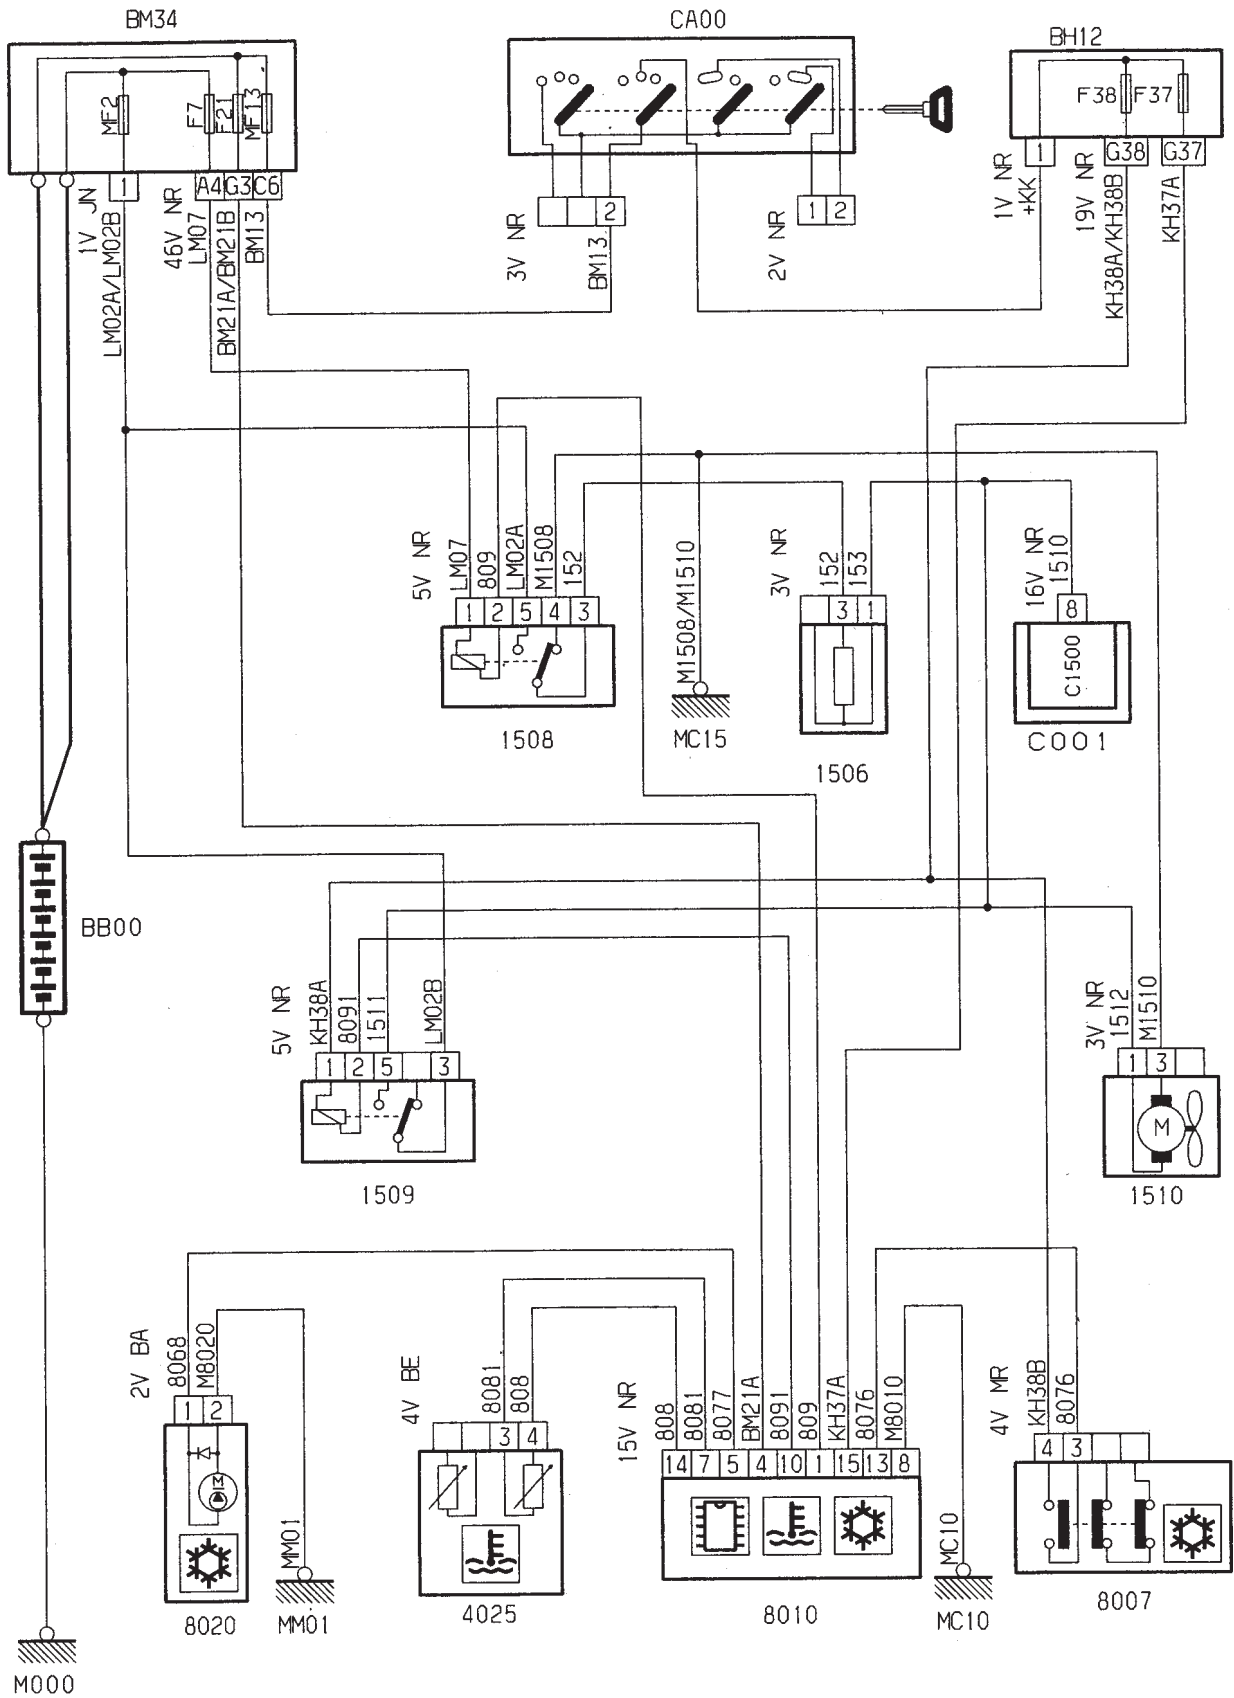 BM34
CA00
BH12
MF2
F7
F21
MF13
F38
F37
1
A4
G3
C6
1
G38
G37
1V JN
LM02A/LM02B
46V NR
LM07
BM21A/BM21B
BM13
3V NR
2
BM13
2V NR
1 2
1V NR
+KK
19V NR
KH38A/KH38B
KH37A
5V NR
LM07
809
LM02A
M1508
152
1 2 5 4 3
1508
M1508/M1510
MC15
3V NR
152
153
3 1
1506
16V NR
1510
8
C1500
C001
BB00
5V NR
KH38A
8091
1511
LM02B
1 2 5 3
1509
3V NR
1512
M1510
1 3
M
1510
2V BA
8068
M8020
1 2
M
8020
MM01
MM01
4V BE
8081
808
3 4
4025
15V NR
808
8081
8077
BM21A
8091
809
KH37A
8076
M8010
14 7 5 4 10 1 15 13 8
8010
MC10
MC10
4V MR
KH38B
8076
4 3
8007
M000